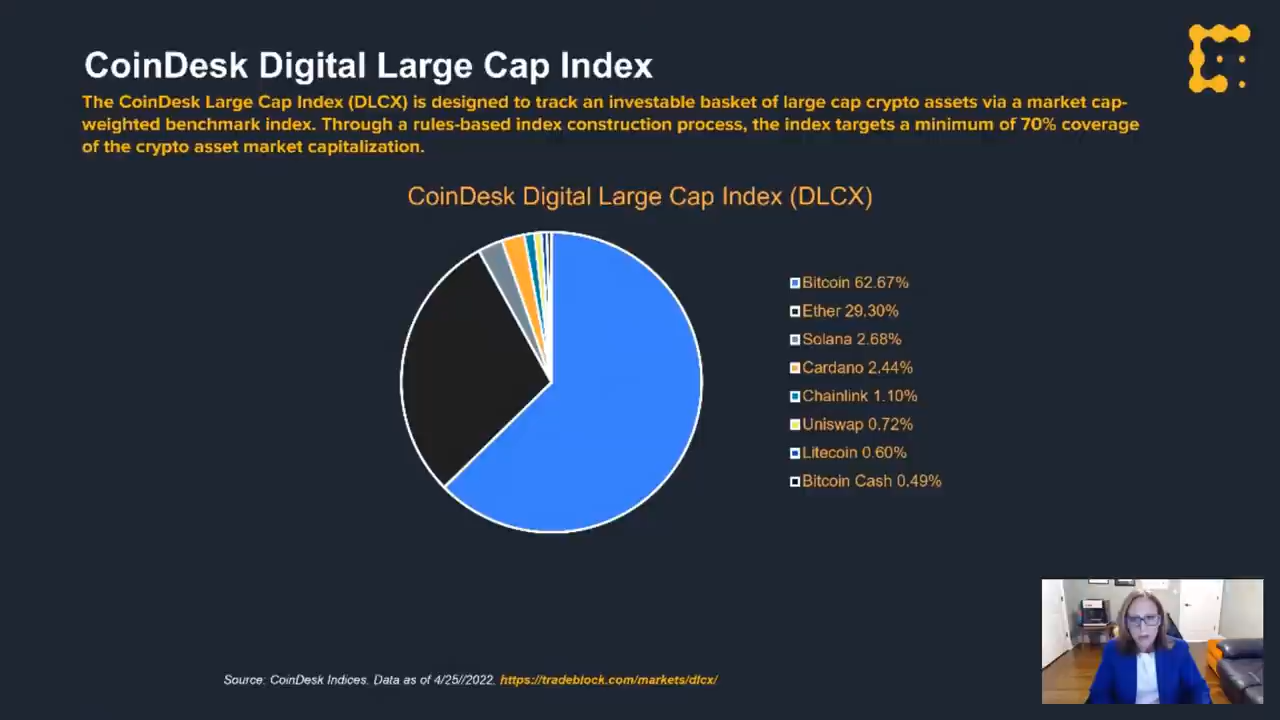 CoinDesk Digital Large Cap Index
The CoinDesk Large Cap Index (DLCX) is designed to track an investable basket of large cap crypto assets via a market cap-
weighted benchmark index. Through a rules-based index construction process, the index targets a minimum of 70% coverage
of the crypto asset market capitalization.
CoinDesk Digital Large Cap Index (DLCX)
Bitcoin 62.67%
Ether 29.30%
Solana 2.68%
Cardano 2.44%
Chainlink 1.10%
Uniswap 0.72%
Litecoin 0.60%
Bitcoin Cash 0.49%
Source: CoinDesk Indices. Data as of 4/25//2022. https://tradeblock.com/markets/dlcx/